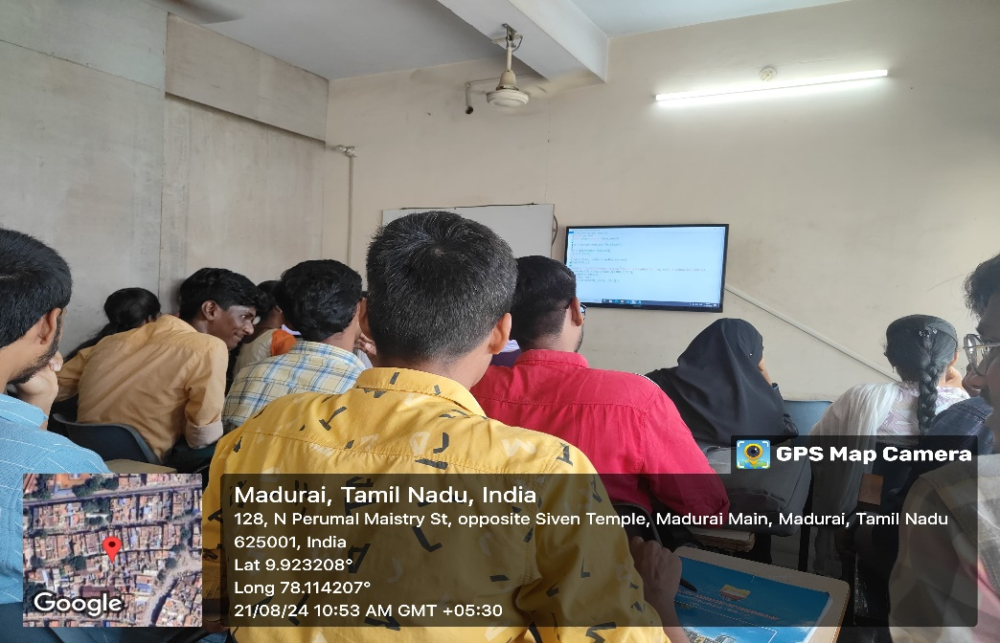 GPS Map Camera
Madurai, Tamil Nadu, India
128, N Perumal Maistry St, opposite Siven Temple, Madurai Main, Madurai, Tamil Nadu
625001, India
Lat 9.923208°
Long 78.114207°
21/08/24 10:53 AM GMT +05:30
Google